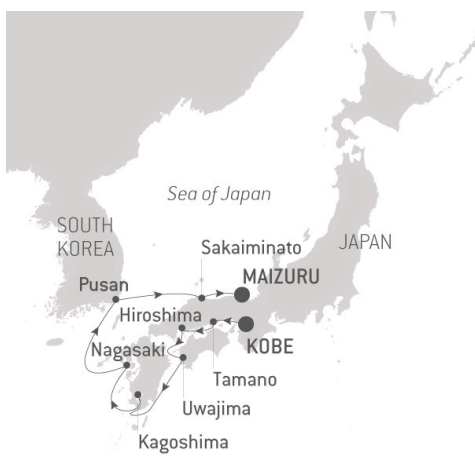 Sea of Japan
SOUTH
KOREA
Sakaiminato
JAPAN
Pusan
MAIZURU
Hiroshima
Nagasaki
KOBE
Tamano
Uwajima
Kagoshima